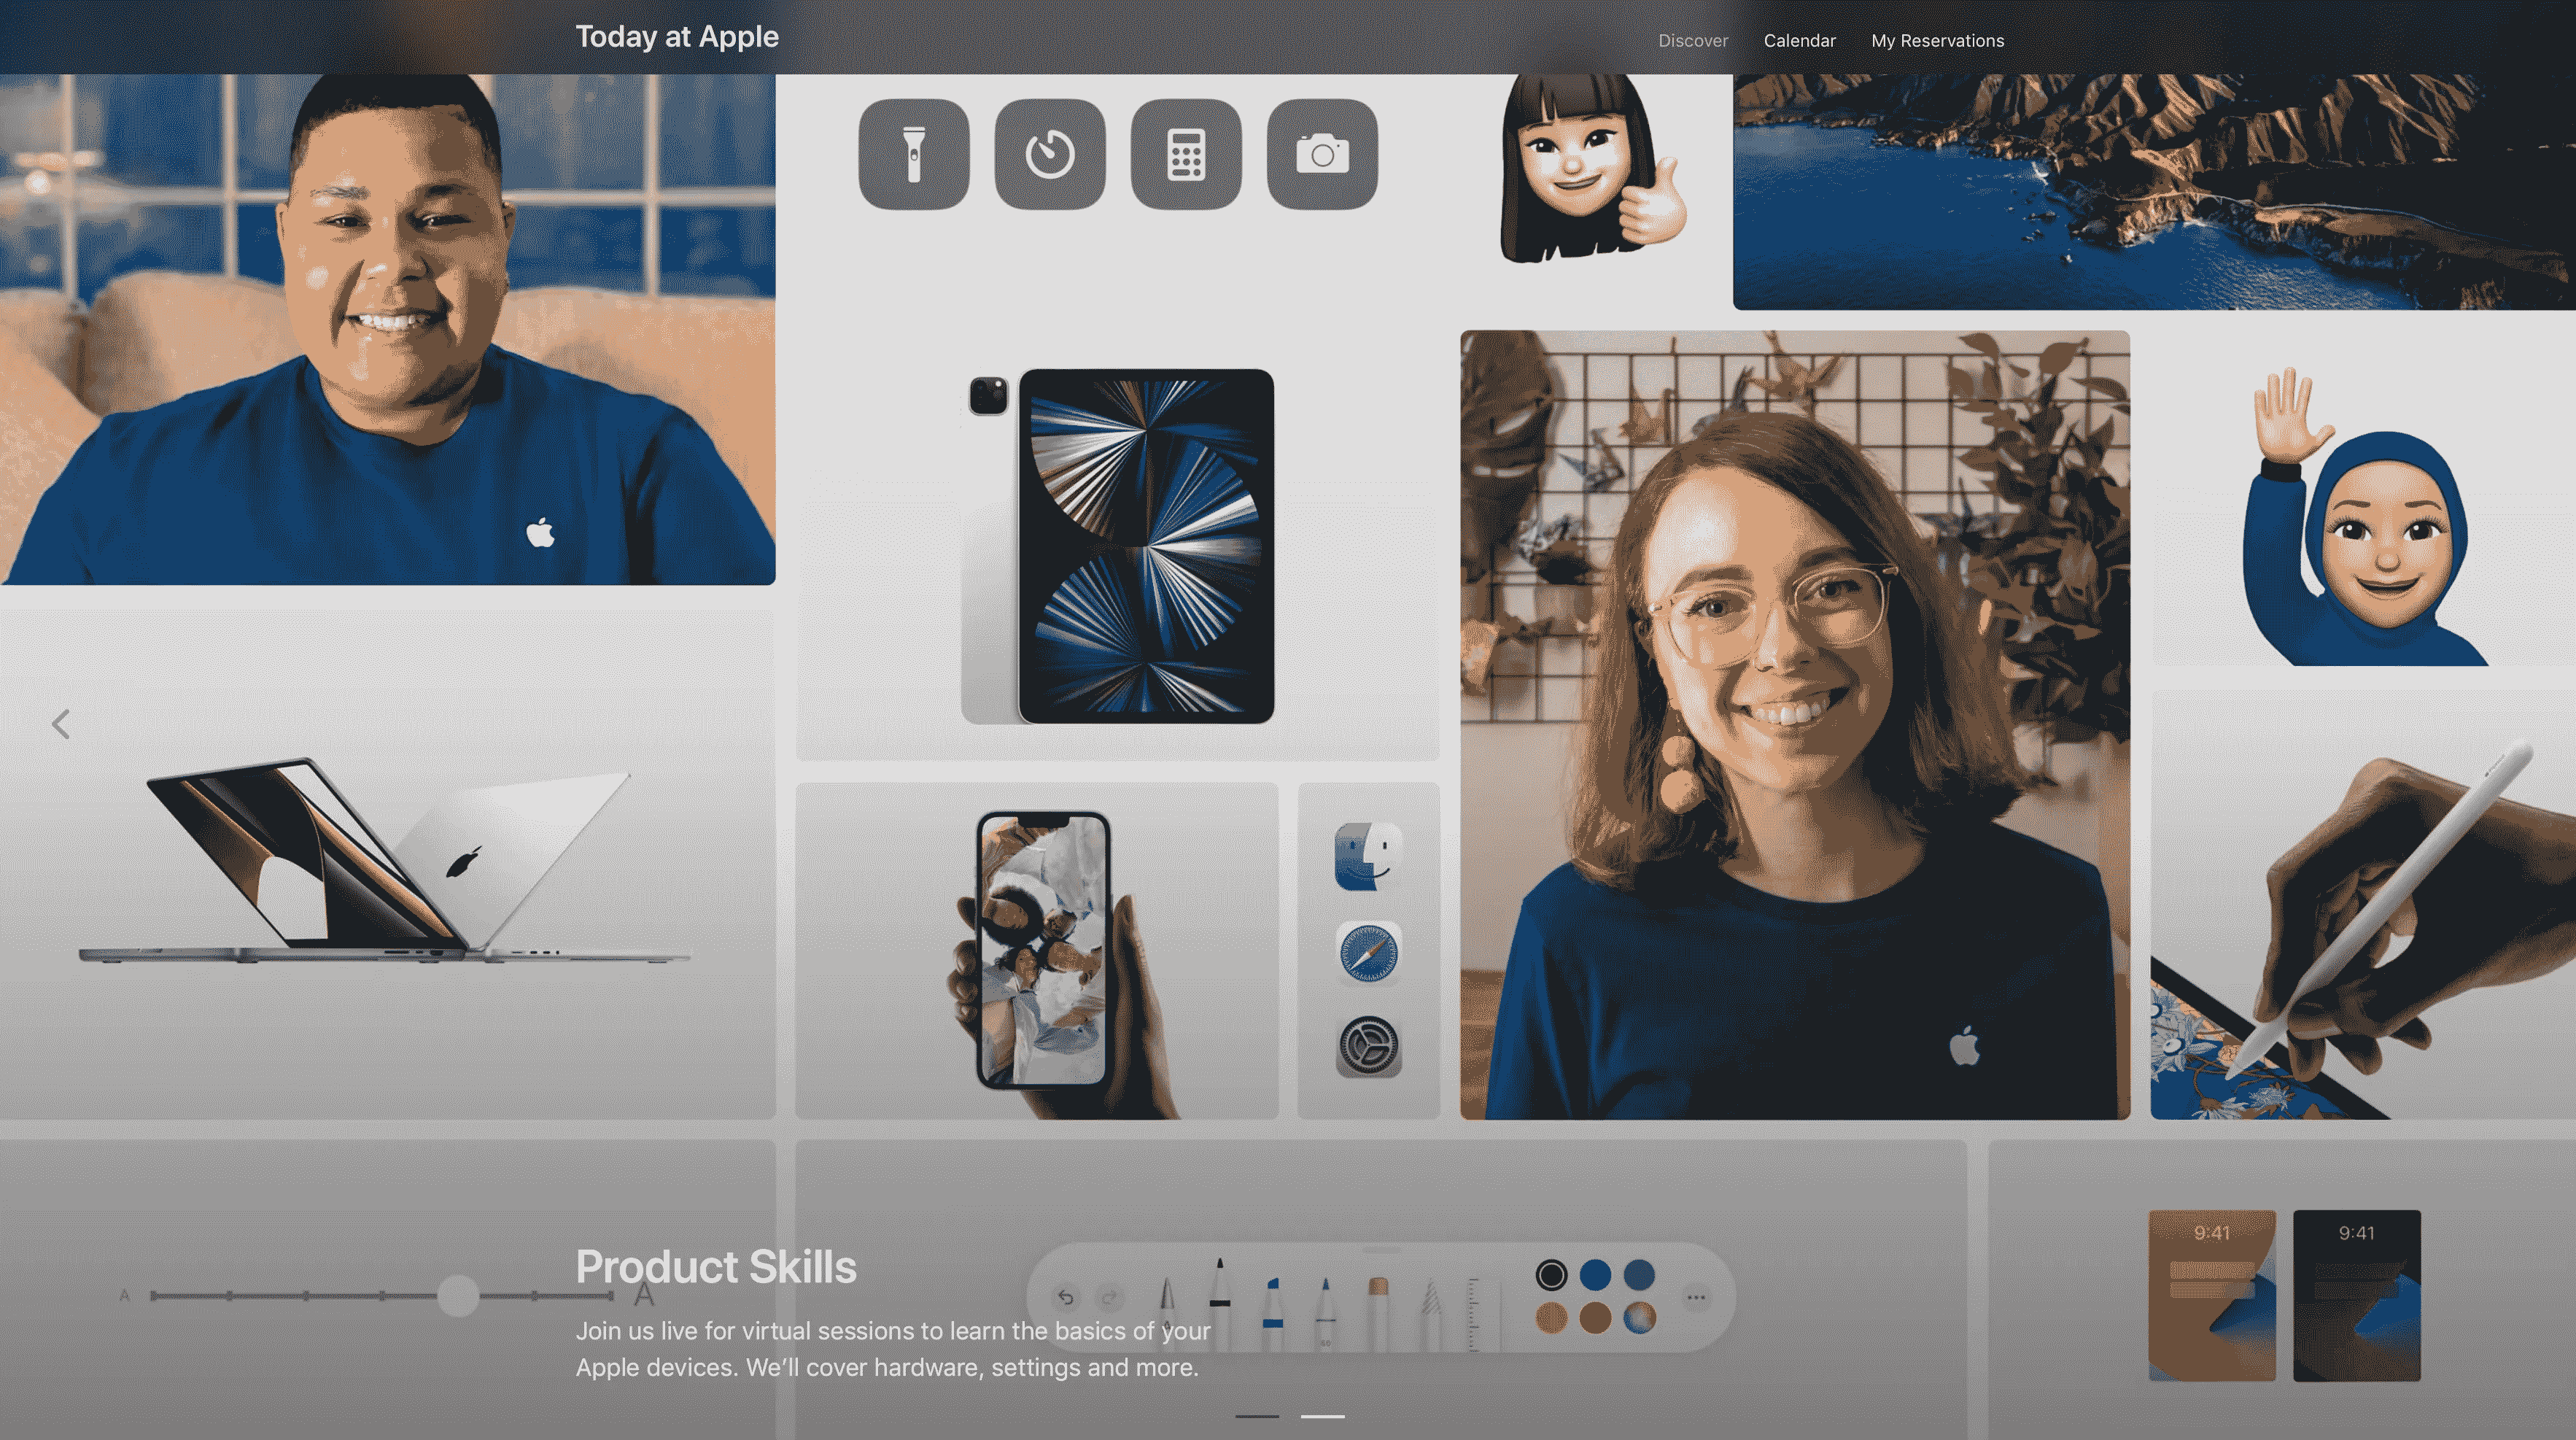 Today at Apple
Discover
Calendar
My Reservations
A
A
Product Skills
Join us live for virtual sessions to learn the basics of your
Apple devices. We’ll cover hardware, settings and more.
9:41
9:41